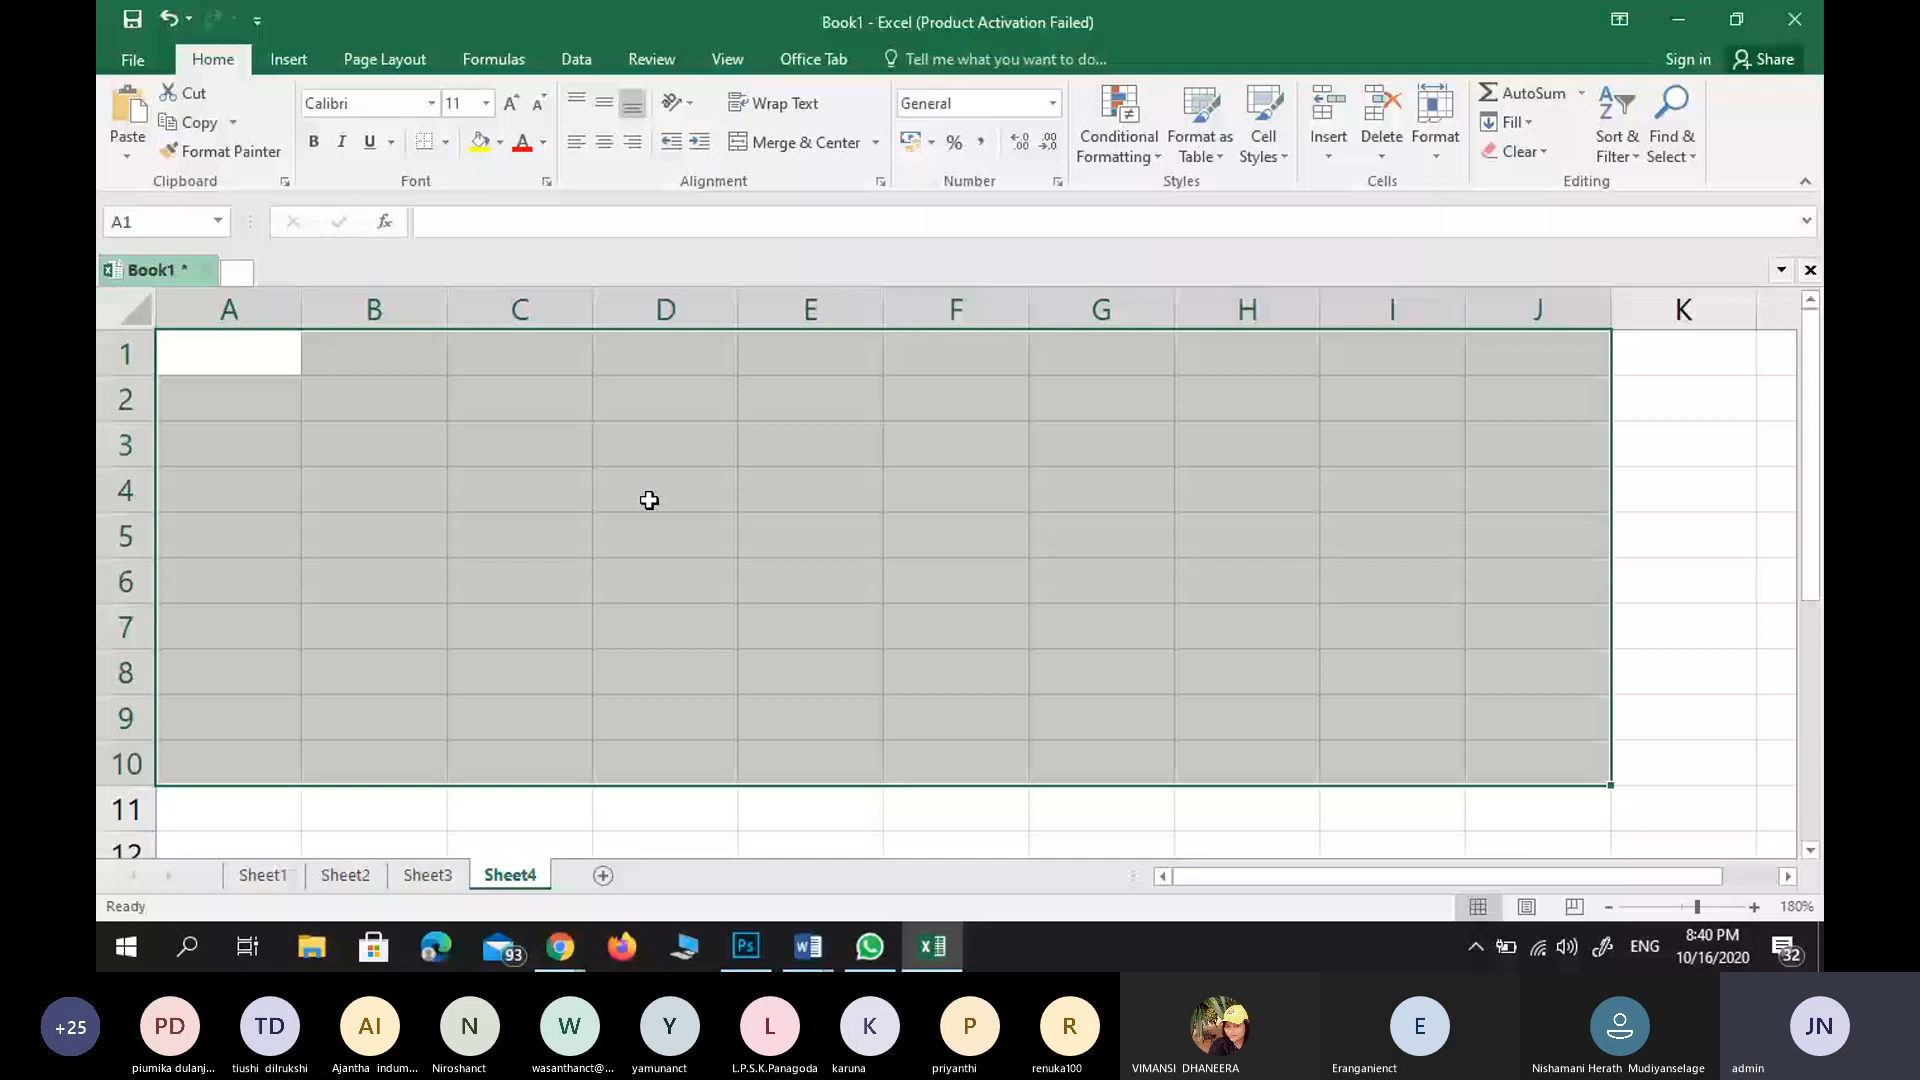 Book1 - Excel (Product Activation Failed)
File Home Insert Page Layout Formulas Data Review View Office Tab Tell me what you want to do... Sign in Share
Paste Cut Copy Format Painter Clipboard
Calibri 11 B I U A Font
Wrap Text Merge & Center Alignment
General % , Number
Conditional Formatting Format as Table Cell Styles Styles
Insert Delete Format Cells
AutoSum Fill Clear Sort & Filter Find & Select Editing
A1 fx
Book1 *
A B C D E F G H I J K
1
2
3
4
5
6
7
8
9
10
11
12
Sheet1 Sheet2 Sheet3 Sheet4
Ready 180%
93 Ps ENG 8:40 PM
10/16/2020 32
+25 PD TD AI N W Y L K P R E JN
piumika dulanj... tiushi dilrukshi Ajantha indum... Niroshanct wasanthanct@... yamunanct L.P.S.K.Panagoda karuna priyanthi renuka100 VIMANSI DHANEERA Eranganienct Nishamani Herath Mudiyanselage admin